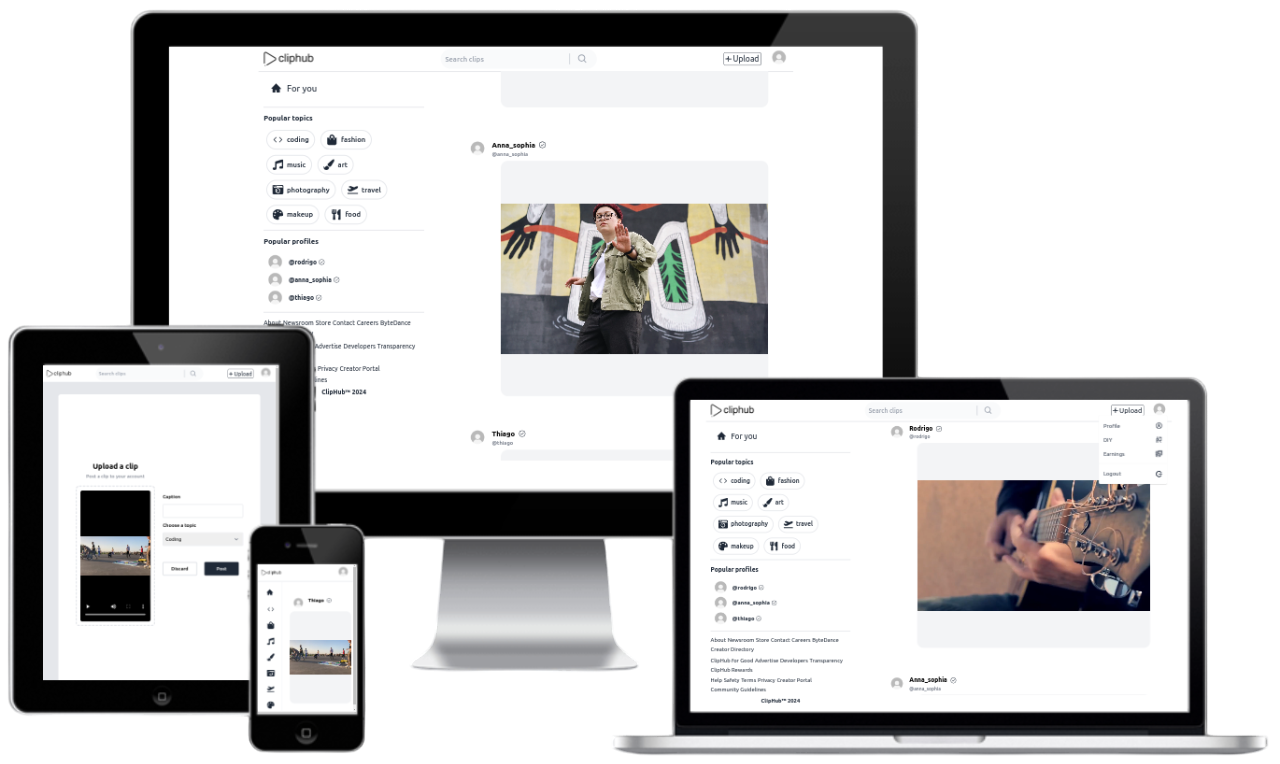 cliphub
Search clips
+ Upload
For you
Popular topics
coding fashion
music art
photography travel
makeup food
Popular profiles
@rodrigo
@anna_sophia
@thiago
About Newsroom Store Contact Careers ByteDance
Advertise Developers Transparency
Privacy Creator Portal
ClipHub™ 2024
Anna_sophia
@anna_sophia
Thiago
@thiago
cliphub
Search clips
+ Upload
Upload a clip
Post a clip to your account
Caption
Choose a topic
Coding
Discard Post
cliphub
Thiago
cliphub
Search clips
+ Upload
Profile
DIY
Earnings
Logout
For you
Popular topics
coding fashion
music art
photography travel
makeup food
Popular profiles
@rodrigo
@anna_sophia
@thiago
About Newsroom Store Contact Careers ByteDance
Creator Directory
ClipHub for Good Advertise Developers Transparency
ClipHub Rewards
Help Safety Terms Privacy Creator Portal
Community Guidelines
ClipHub™ 2024
Rodrigo
@rodrigo
Anna_sophia
@anna_sophia